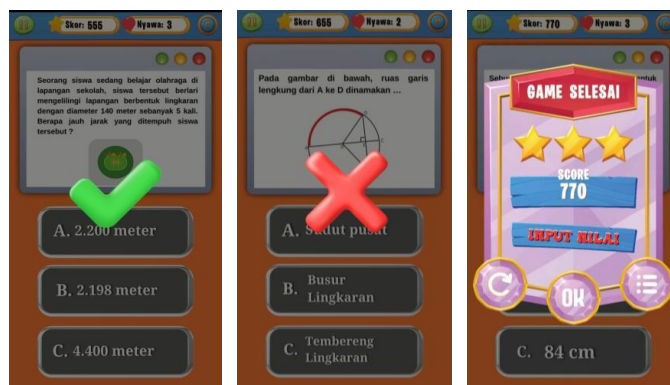 Skor: 555
Nyawa: 3
Seorang siswa sedang belajar olahraga di
lapangan sekolah, siswa tersebut berlari
mengelilingi lapangan berbentuk lingkaran
dengan diameter 140 meter sebanyak 5 kali.
Berapa jauh jarak yang ditempuh siswa
tersebut ?
A. 2.200 meter
B. 2.198 meter
C. 4.400 meter
Skor: 655
Nyawa: 2
Pada gambar di bawah, ruas garis
lengkung dari A ke D dinamakan ...
A. Sudut pusat
B. Busur
Lingkaran
C. Tembereng
Lingkaran
Skor: 770
Nyawa: 3
GAME SELESAI
SCORE
770
INPUT NILAI
OK
C. 84 cm